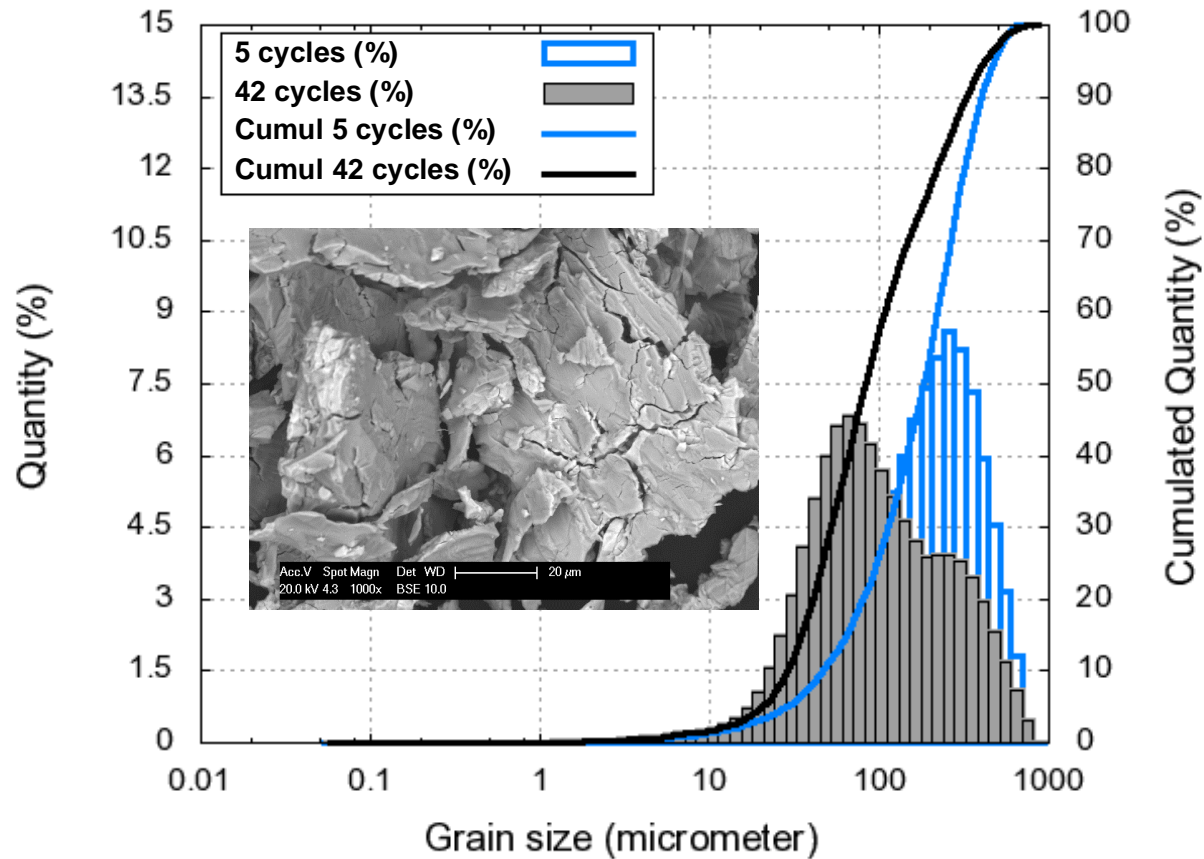 15
13.5
12
10.5
9
7.5
6
4.5
3
1.5
0
Quantity (%)
5 cycles (%)
42 cycles (%)
Cumul 5 cycles (%)
Cumul 42 cycles (%)
Acc.V Spot Magn Det WD 20 µm
20.0 kV 4.3 1000x BSE 10.0
100
90
80
70
60
50
40
30
20
10
0
Cumulated Quantity (%)
0.01 0.1 1 10 100 1000
Grain size (micrometer)